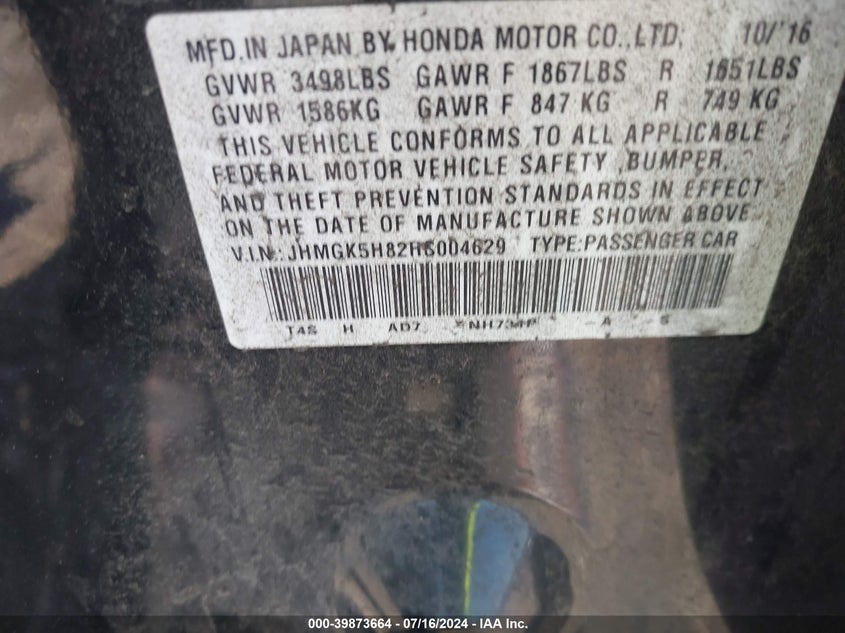 MFD. IN JAPAN BY HONDA MOTOR CO., LTD. 10/'16
GVWR 3498LBS GAWR F 1867LBS R 1651LBS
GVWR 1586KG GAWR F 847 KG R 749 KG
THIS VEHICLE CONFORMS TO ALL APPLICABLE
FEDERAL MOTOR VEHICLE SAFETY ,BUMPER,
AND THEFT PREVENTION STANDARDS IN EFFECT
ON THE DATE OF MANUFACTURE SHOWN ABOVE.
V.I.N.: TYPE:PASSENGER CAR
T4S H AD7 A S
000-39873664 - 07/16/2024 - IAA Inc.